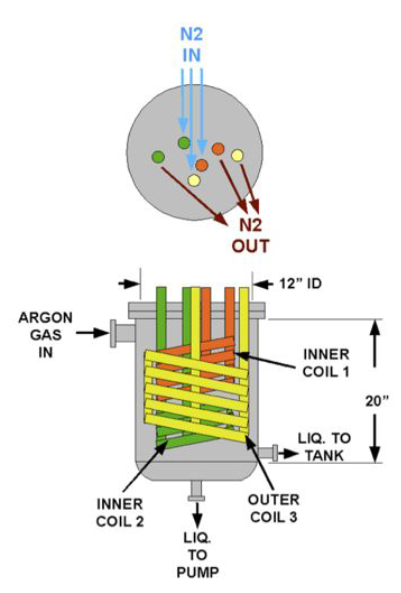 N2
IN
N2
OUT
12” ID
ARGON
GAS
IN
INNER
COIL 1
20”
LIQ. TO
TANK
INNER
COIL 2
OUTER
COIL 3
LIQ.
TO
PUMP